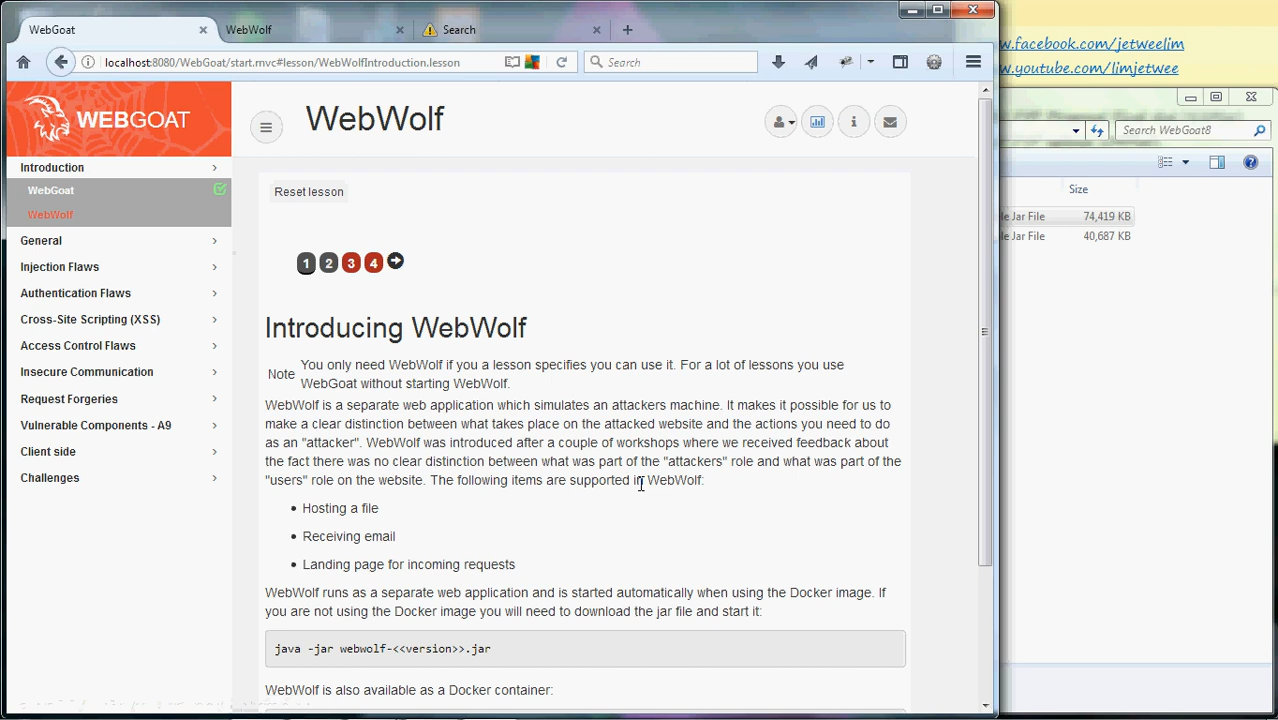 WebGoat
WebWolf
Search
localhost:8080/WebGoat/start.mvc#lesson/WebWolfIntroduction.lesson
Search
w.facebook.com/jetweelim
w.youtube.com/limjetwee
Search WebGoat8
Size
le Jar File 74,419 KB
le Jar File 40,687 KB
WEBGOAT
Introduction
WebGoat
WebWolf
General
Injection Flaws
Authentication Flaws
Cross-Site Scripting (XSS)
Access Control Flaws
Insecure Communication
Request Forgeries
Vulnerable Components - A9
Client side
Challenges
WebWolf
Reset lesson
1 2 3 4
Introducing WebWolf
Note
You only need WebWolf if you a lesson specifies you can use it. For a lot of lessons you use
WebGoat without starting WebWolf.
WebWolf is a separate web application which simulates an attackers machine. It makes it possible for us to
make a clear distinction between what takes place on the attacked website and the actions you need to do
as an "attacker". WebWolf was introduced after a couple of workshops where we received feedback about
the fact there was no clear distinction between what was part of the "attackers" role and what was part of the
"users" role on the website. The following items are supported in WebWolf:
• Hosting a file
• Receiving email
• Landing page for incoming requests
WebWolf runs as a separate web application and is started automatically when using the Docker image. If
you are not using the Docker image you will need to download the jar file and start it:
java -jar webwolf-<<version>>.jar
WebWolf is also available as a Docker container: